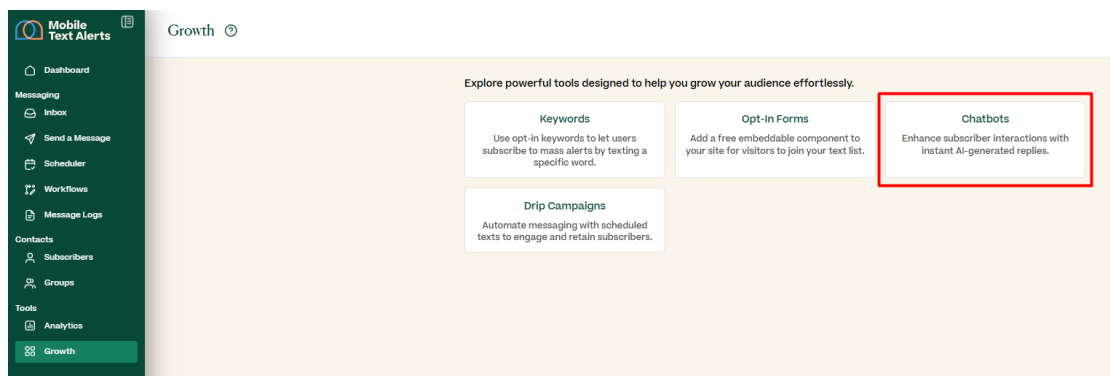 Mobile
Text Alerts
Growth
Dashboard
Messaging
Inbox
Send a Message
Scheduler
Workflows
Message Logs
Contacts
Subscribers
Groups
Tools
Analytics
Growth
Explore powerful tools designed to help you grow your audience effortlessly.
Keywords
Use opt-in keywords to let users
subscribe to mass alerts by texting a
specific word.
Opt-In Forms
Add a free embeddable component to
your site for visitors to join your text list.
Chatbots
Enhance subscriber interactions with
instant AI-generated replies.
Drip Campaigns
Automate messaging with scheduled
texts to engage and retain subscribers.